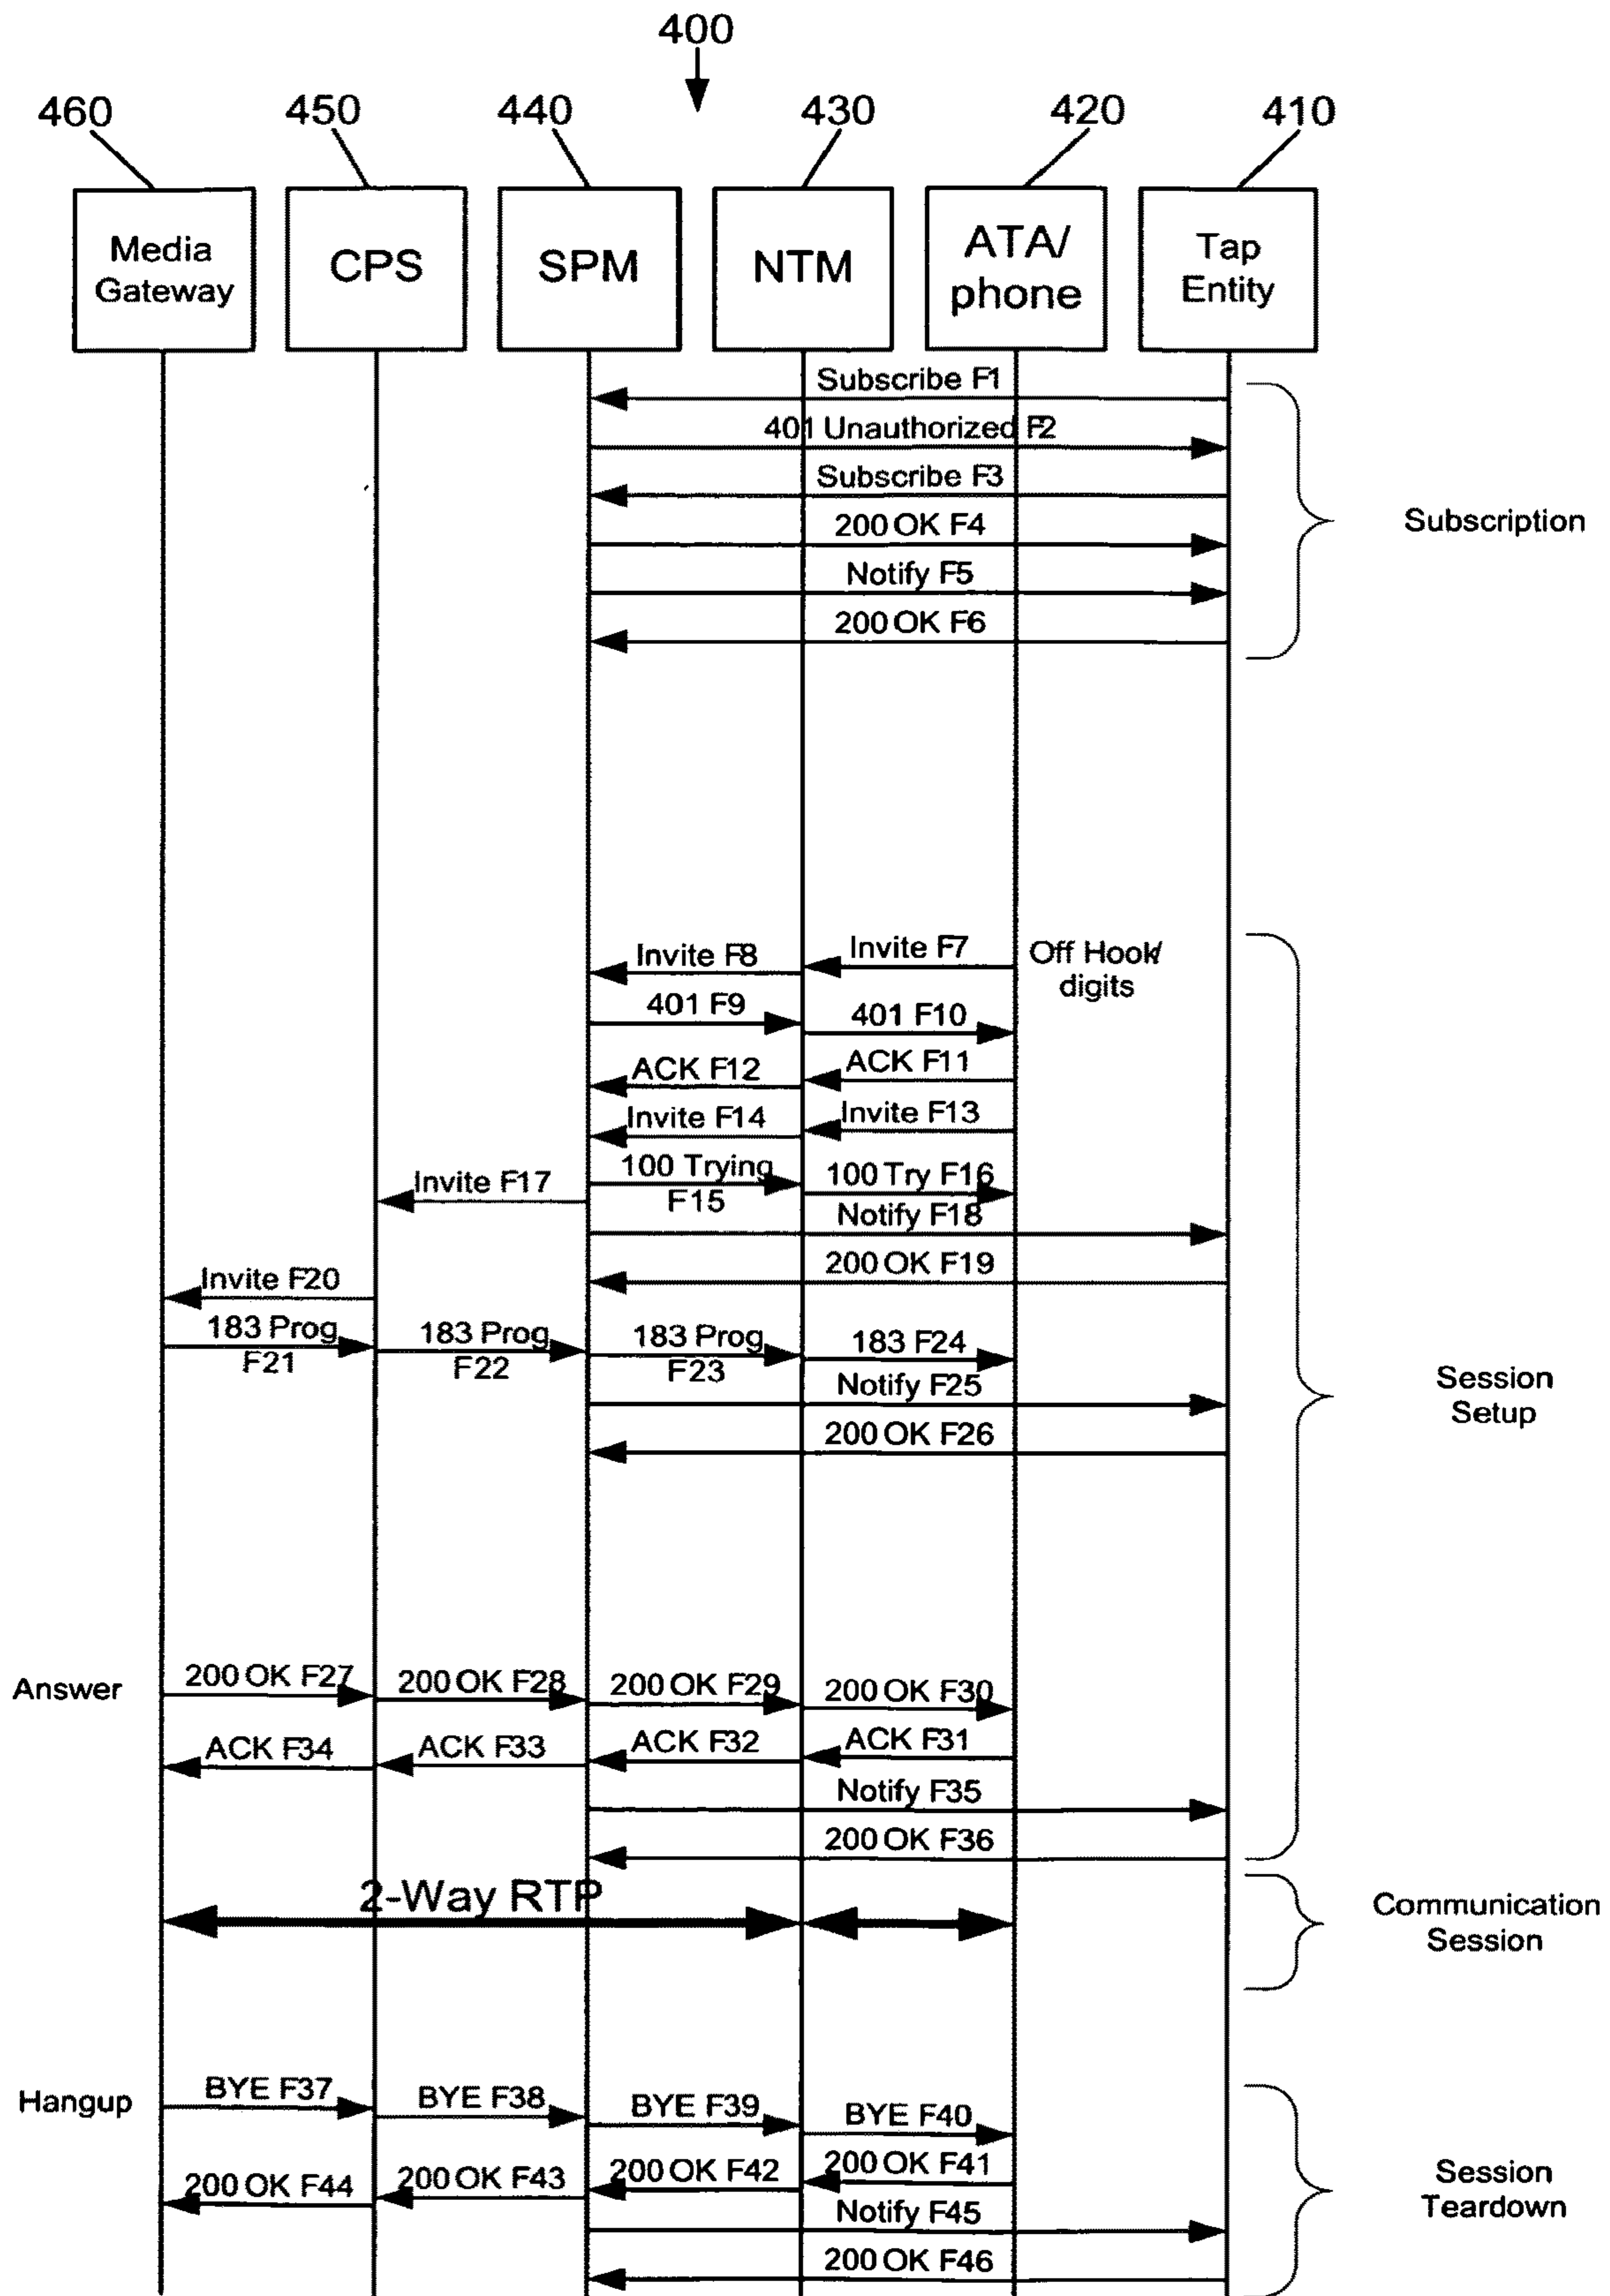 400
460
450
440
430
420
410
Media
Gateway
CPS
SPM
NTM
ATA/
phone
Tap
Entity
Subscribe F1
401 Unauthorized F2
Subscribe F3
200 OK F4
Notify F5
200 OK F6
Subscription
Invite F7
Invite F8
Off Hook/
digits
401 F9
401 F10
ACK F11
ACK F12
Invite F13
Invite F14
100 Trying
F15
100 Try F16
Invite F17
Notify F18
200 OK F19
Invite F20
183 Prog
F21
183 Prog
F22
183 Prog
F23
183 F24
Notify F25
200 OK F26
Session
Setup
Answer
200 OK F27
200 OK F28
200 OK F29
200 OK F30
ACK F31
ACK F32
ACK F33
ACK F34
Notify F35
200 OK F36
2-Way RTP
Communication
Session
Hangup
BYE F37
BYE F38
BYE F39
BYE F40
200 OK F41
200 OK F42
200 OK F43
200 OK F44
Notify F45
200 OK F46
Session
Teardown